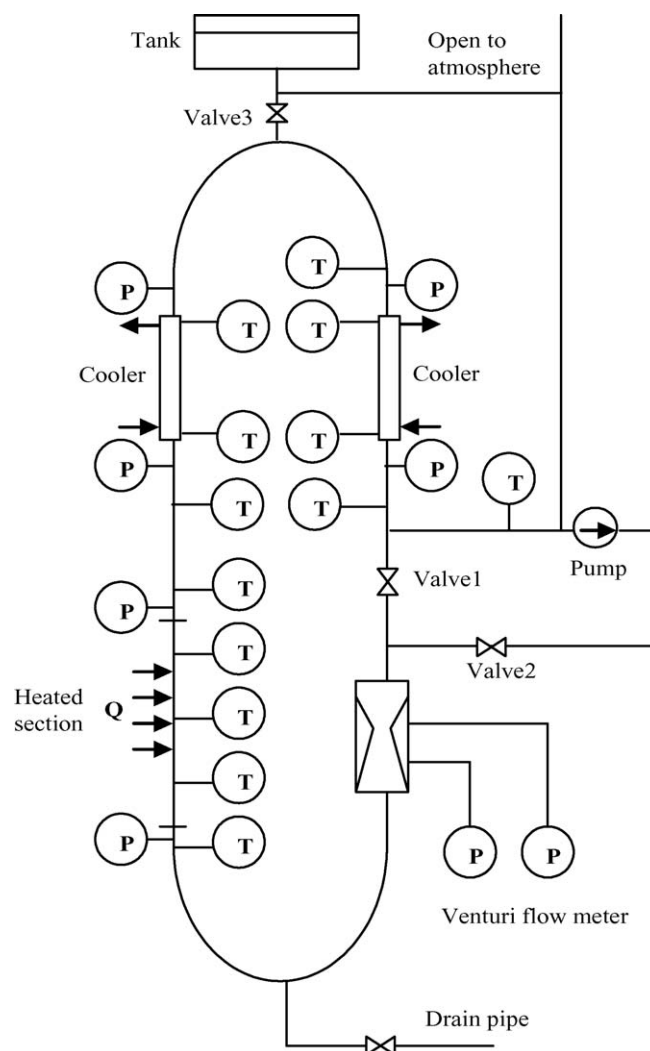 Tank
Open to
atmosphere
Valve3
T
P
P
T
T
Cooler
Cooler
T
T
P
P
T
T
T
Pump
T
Valve1
P
T
Valve2
Heated
section
Q
T
T
P
T
P
P
Venturi flow meter
Drain pipe